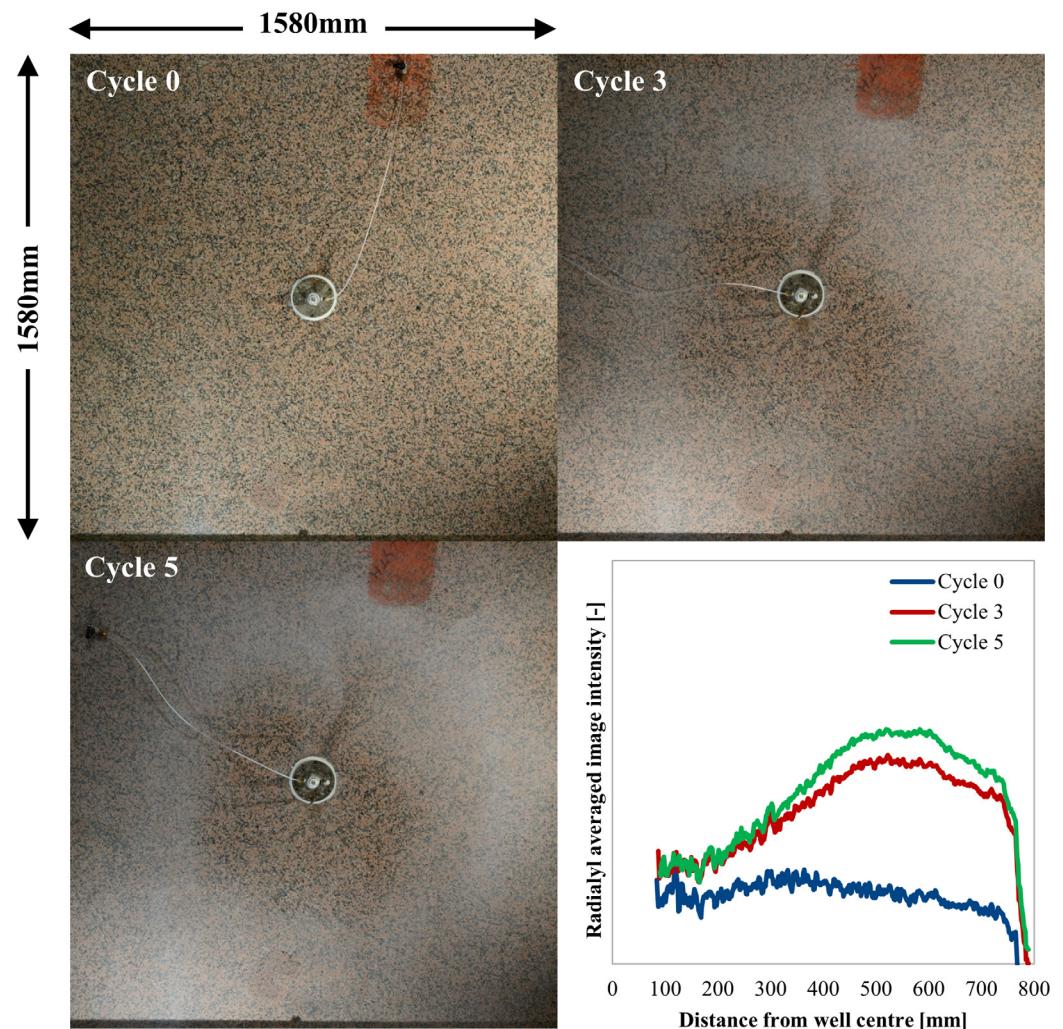 1580mm
1580mm
Cycle 0
Cycle 3
Cycle 5
Radialyl averaged image intensity [-]
Cycle 0
Cycle 3
Cycle 5
0 100 200 300 400 500 600 700 800
Distance from well centre [mm]